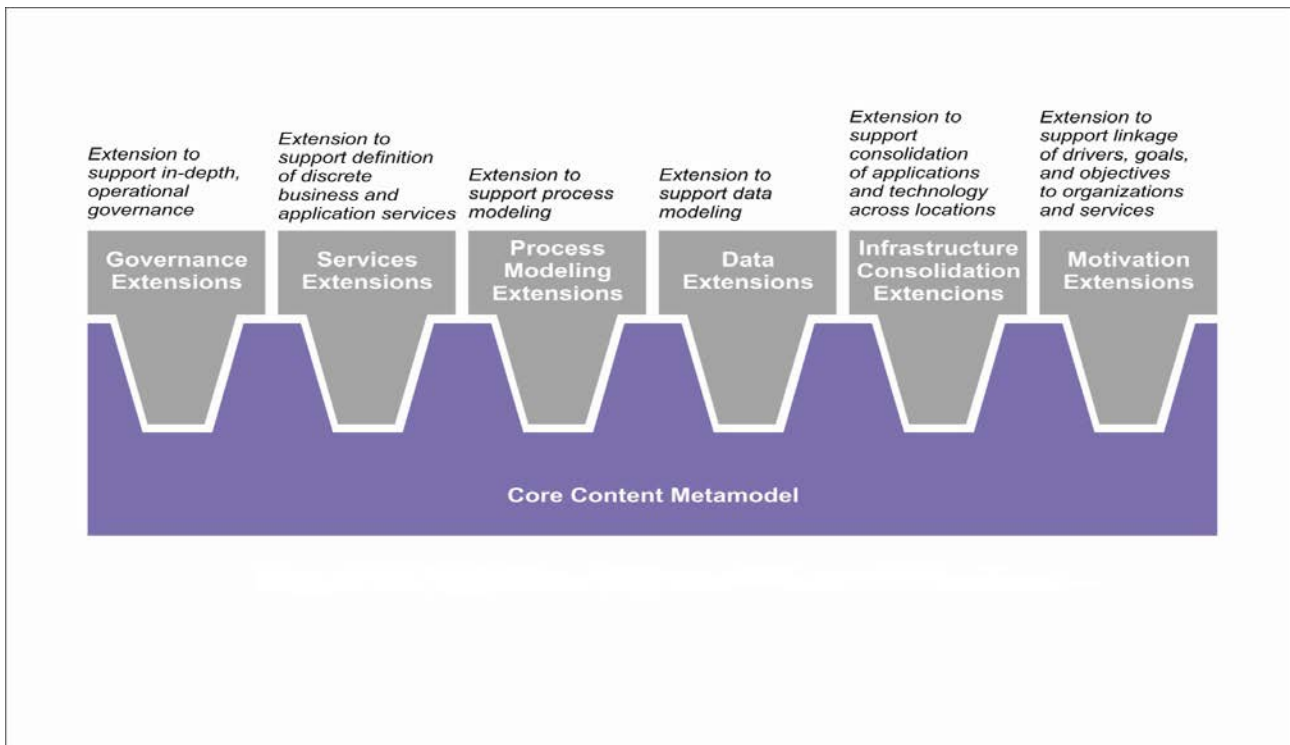 Extension to
support in-depth,
operational
governance
Extension to
support definition
of discrete
business and
application services
Extension to
support process
modeling
Extension to
support data
modeling
Extension to
support
consolidation
of applications
and technology
across locations
Extension to
support linkage
of drivers, goals,
and objectives
to organizations
and services
Governance
Extensions
Services
Extensions
Process
Modeling
Extensions
Data
Extensions
Infrastructure
Consolidation
Extencions
Motivation
Extensions
Core Content Metamodel